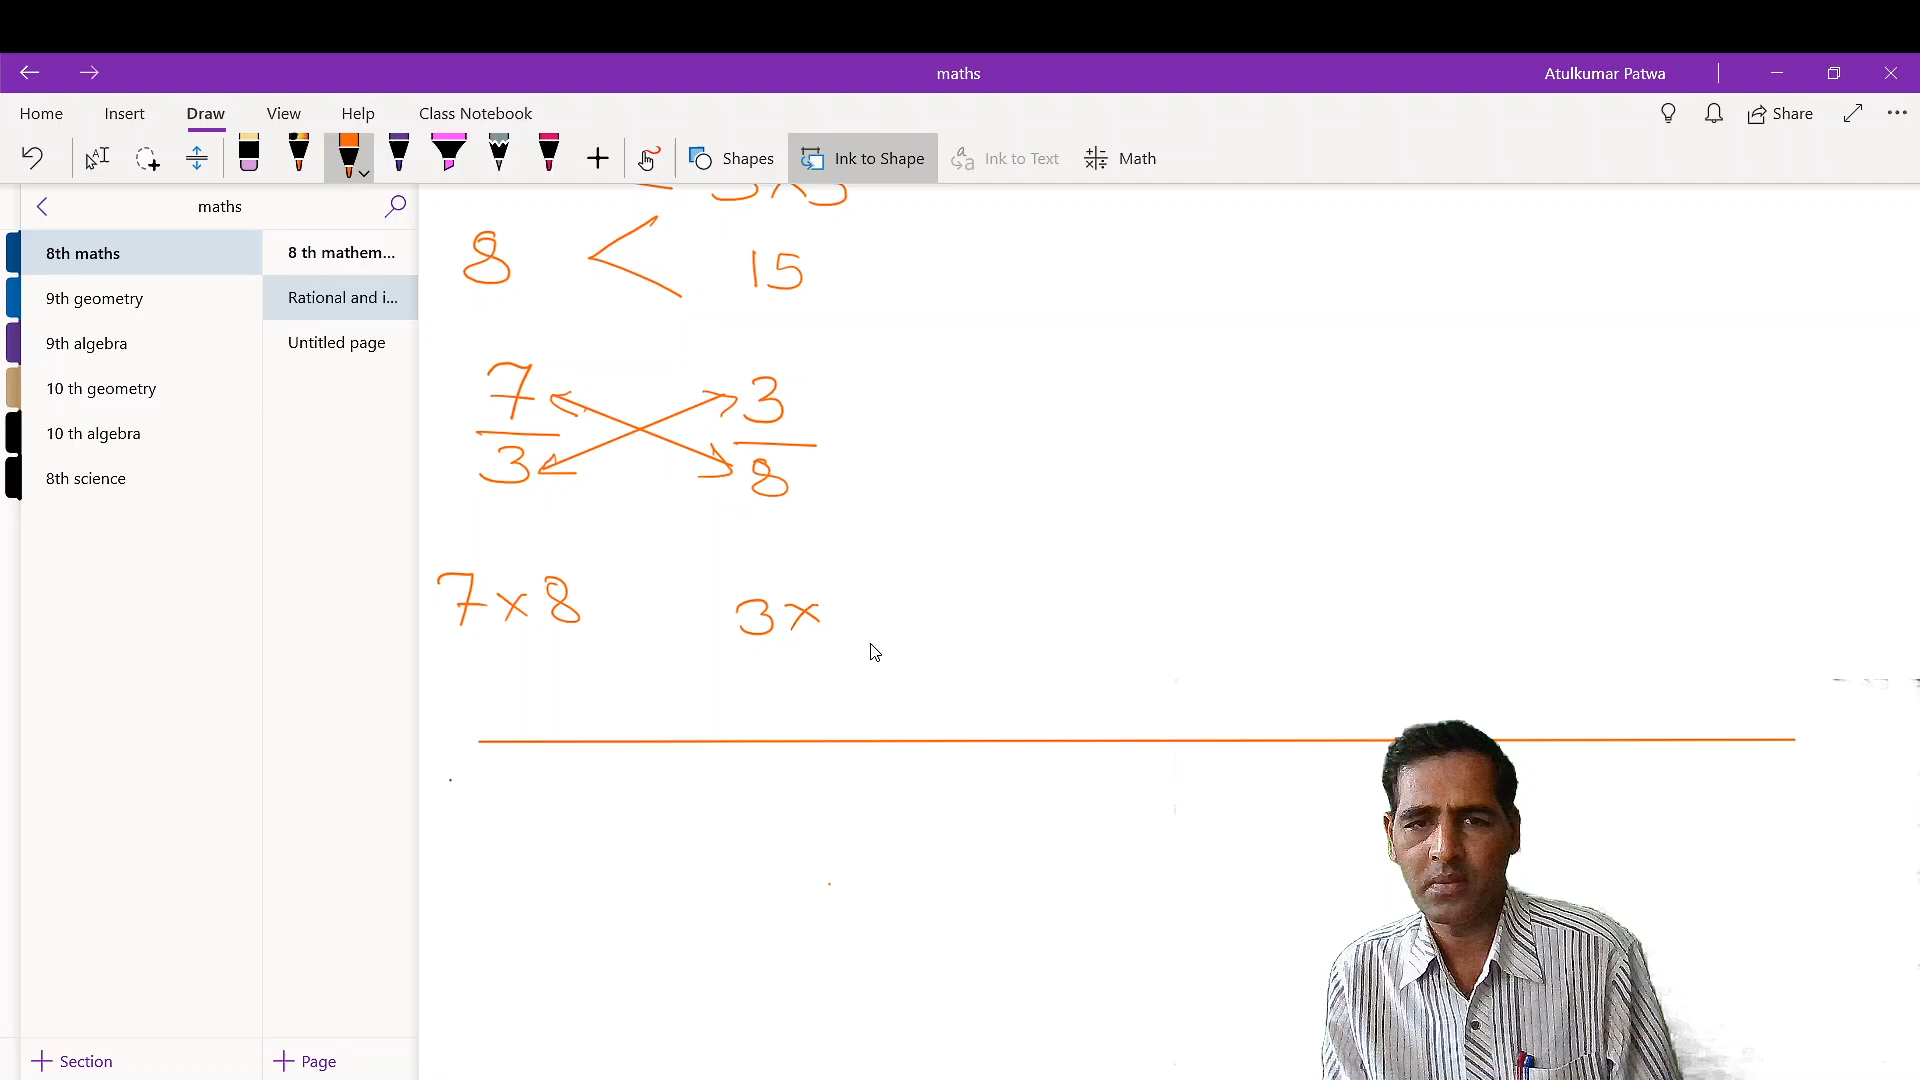 maths
Atulkumar Patwa
Home Insert Draw View Help Class Notebook
Share
Shapes Ink to Shape Ink to Text Math
maths
8th maths
9th geometry
9th algebra
10 th geometry
10 th algebra
8th science
8 th mathem...
Rational and i...
Untitled page
8 < 15
7 3
3 8
7 × 8 3 ×
Section
Page